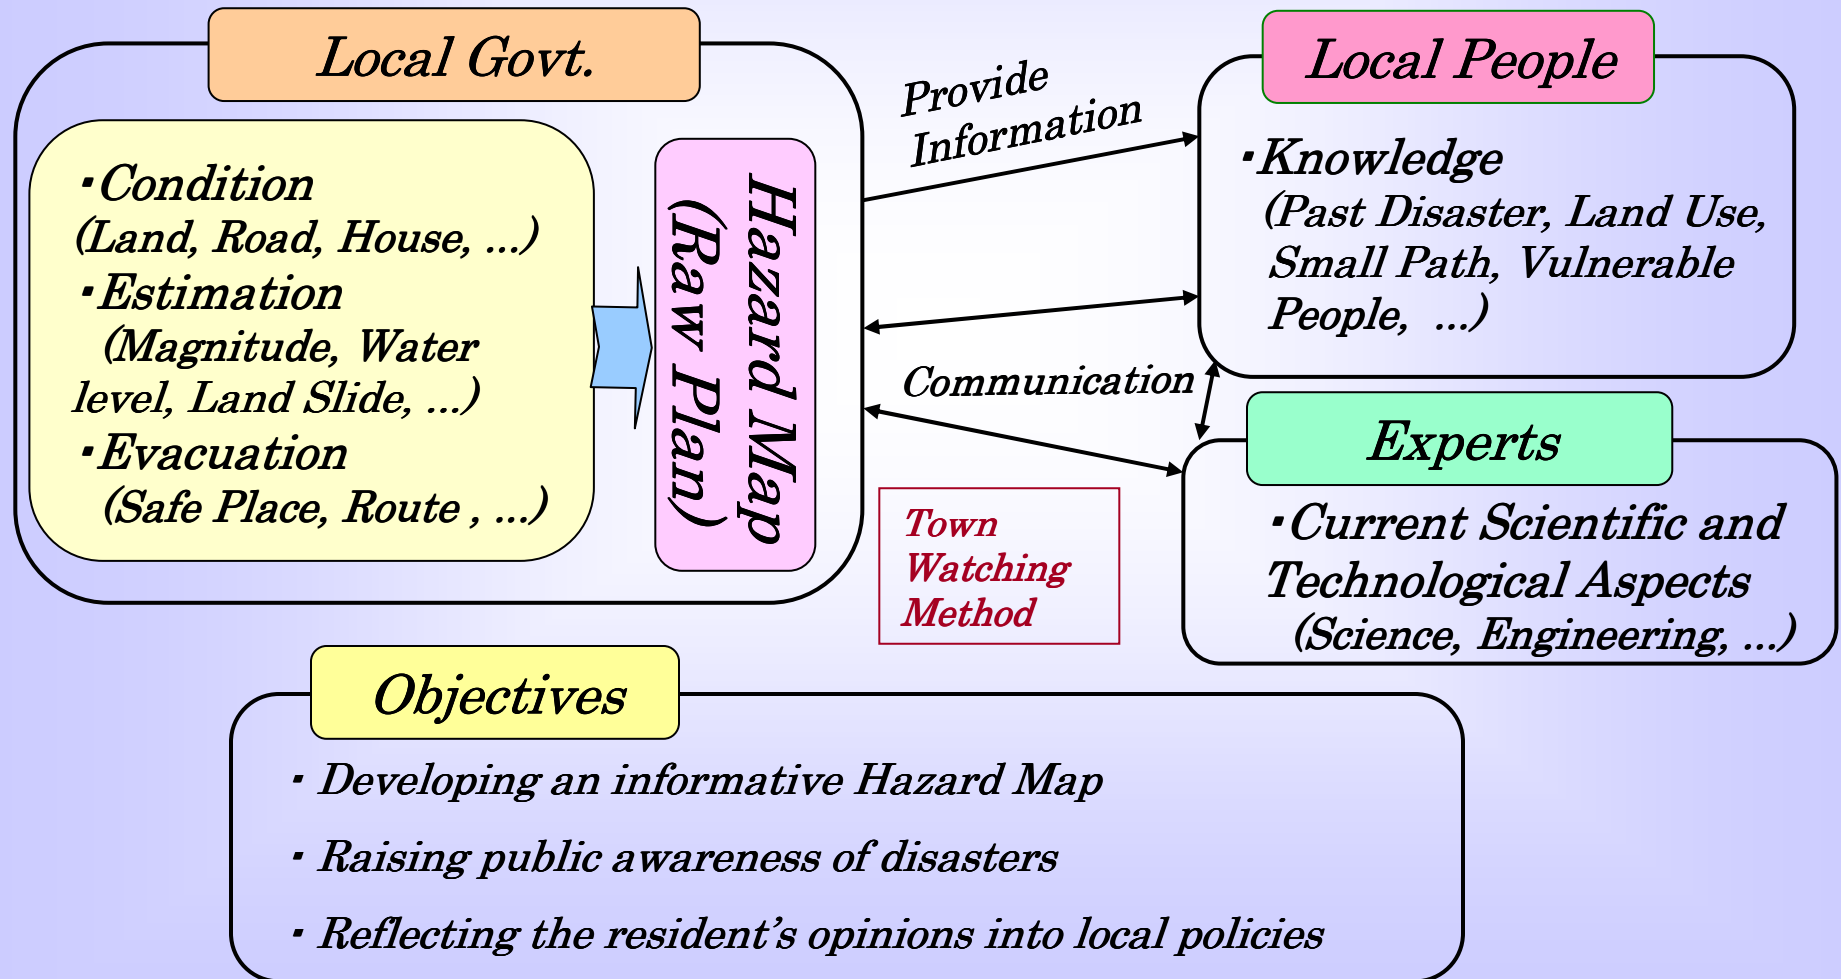 Local Govt.
・Condition
(Land, Road, House, ...)
・Estimation
(Magnitude, Water
level, Land Slide, ...)
・Evacuation
(Safe Place, Route , ...)
Hazard Map
(Raw Plan)
Provide
Information
Communication
Town
Watching
Method
Local People
・Knowledge
(Past Disaster, Land Use,
Small Path, Vulnerable
People,  ...)
Experts
・Current Scientific and
Technological Aspects
(Science, Engineering, ...)
Objectives
・ Developing an informative Hazard Map
・ Raising public awareness of disasters
・ Reflecting the resident’s opinions into local policies